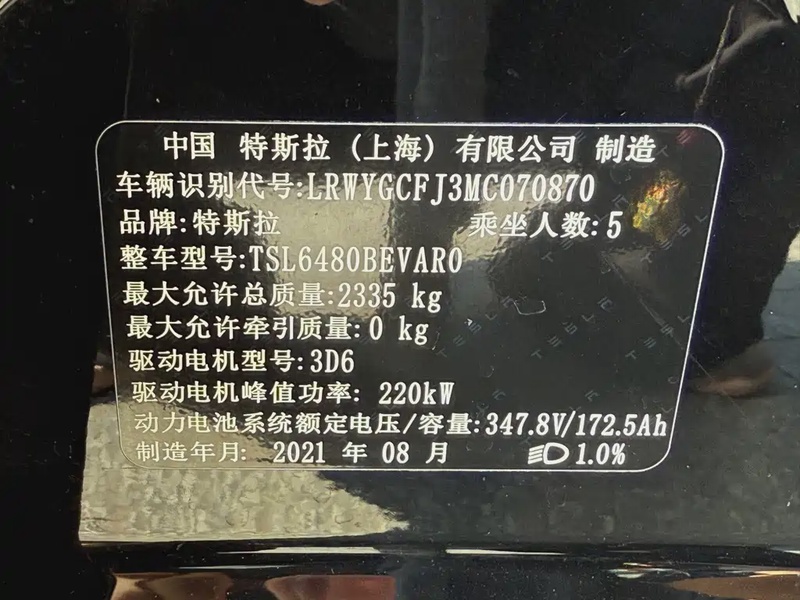 中国 特斯拉 (上海) 有限公司 制造
车辆识别代号:LRWYGCFJ3MC070870
品牌:特斯拉 乘坐人数:5
整车型号:TSL6480BEVAR0
最大允许总质量:2335 kg
最大允许牵引质量:0 kg
驱动电机型号:3D6
驱动电机峰值功率: 220kW
动力电池系统额定电压/容量:347.8V/172.5Ah
制造年月: 2021 年 08 月 1.0%
TESLA